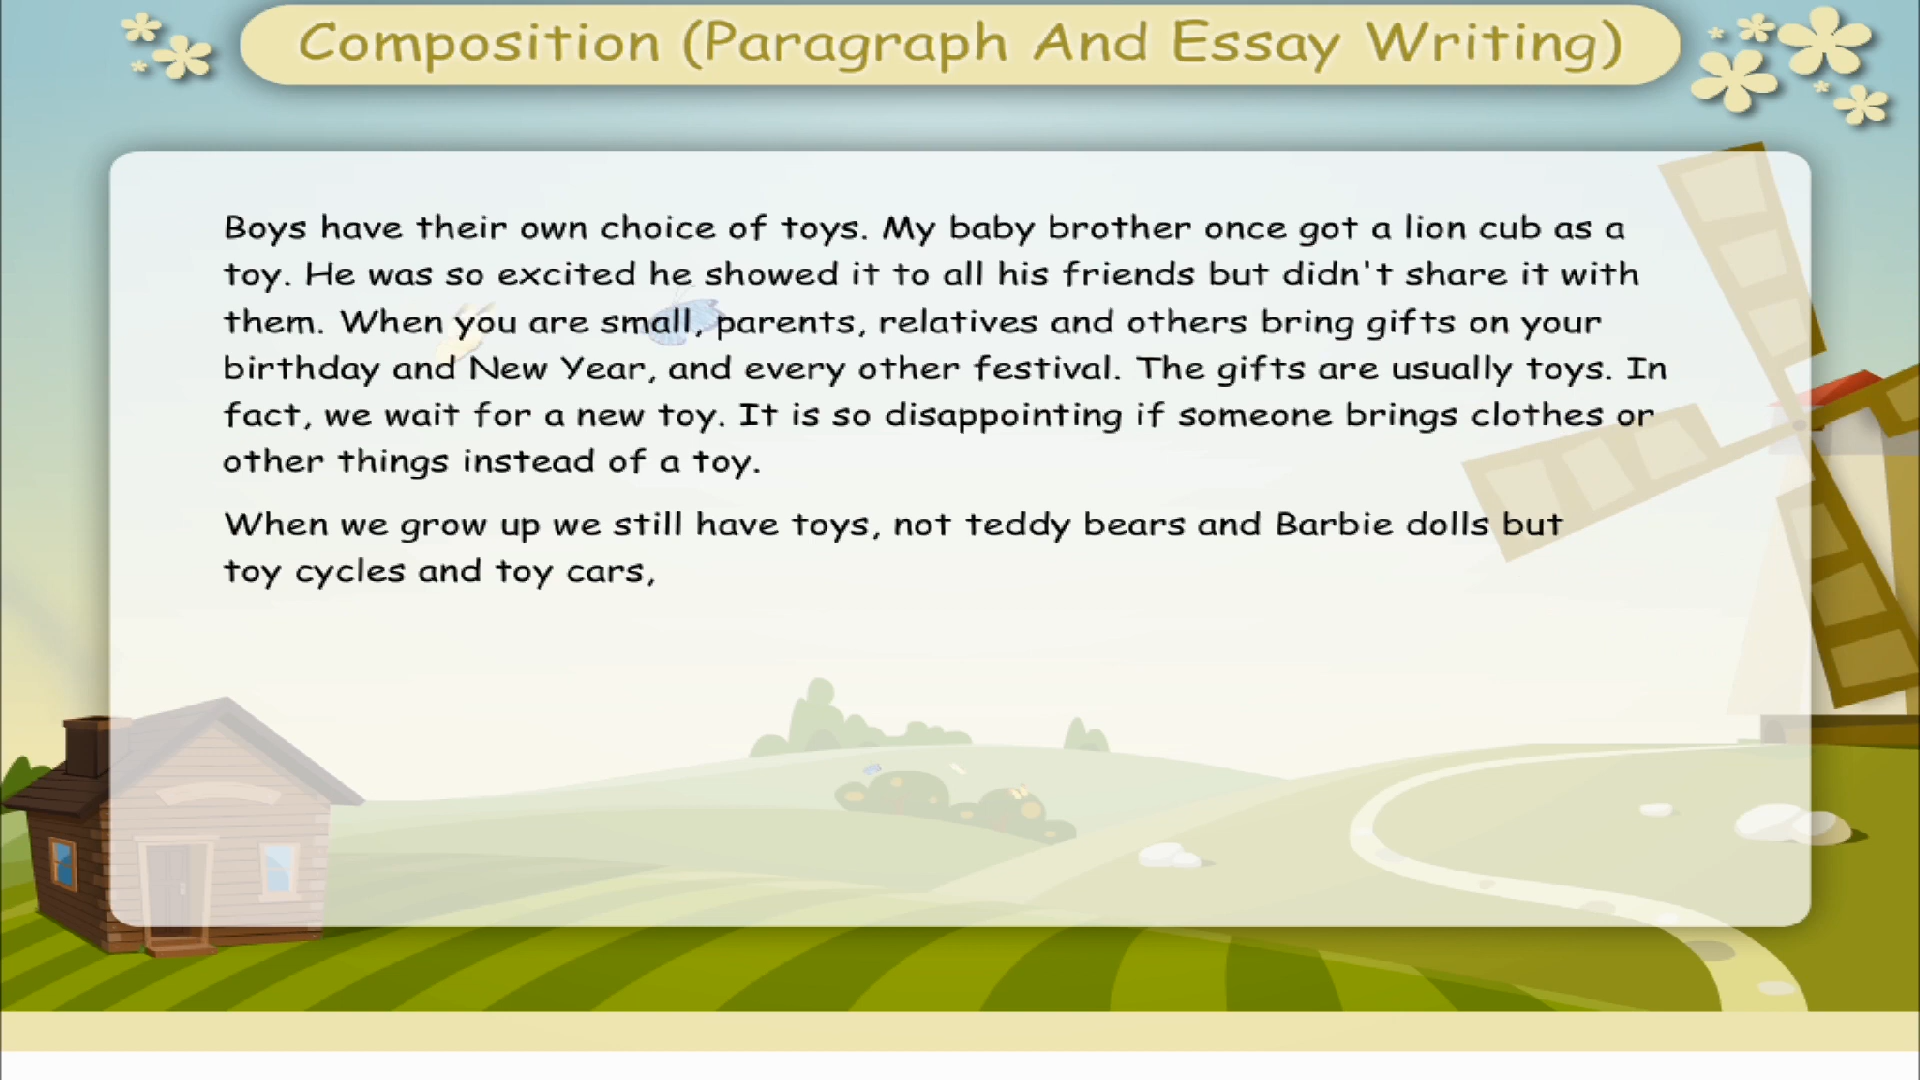 Composition (Paragraph And Essay Writing)
Boys have their own choice of toys. My baby brother once got a lion cub as a
toy. He was so excited he showed it to all his friends but didn't share it with
them. When you are small, parents, relatives and others bring gifts on your
birthday and New Year, and every other festival. The gifts are usually toys. In
fact, we wait for a new toy. It is so disappointing if someone brings clothes or
other things instead of a toy.
When we grow up we still have toys, not teddy bears and Barbie dolls but
toy cycles and toy cars,